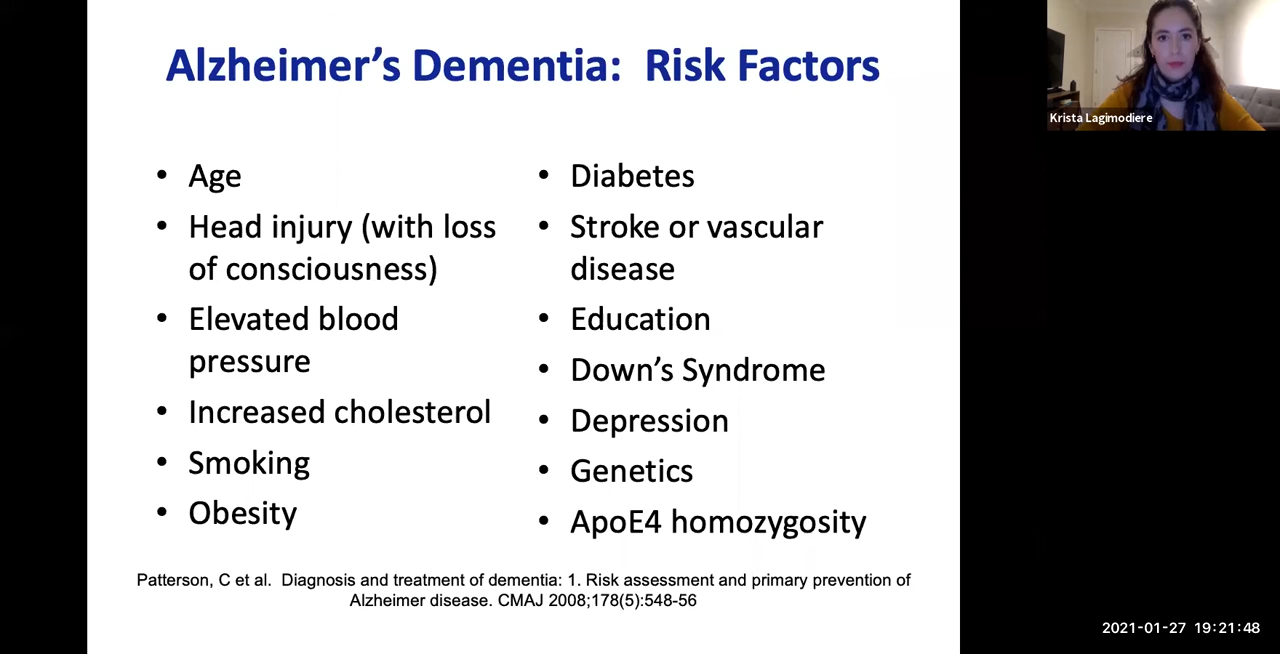 Alzheimer's Dementia:  Risk Factors
• Age
• Head injury (with loss
of consciousness)
• Elevated blood
pressure
• Increased cholesterol
• Smoking
• Obesity
• Diabetes
• Stroke or vascular
disease
• Education
• Down's Syndrome
• Depression
• Genetics
• ApoE4 homozygosity
Patterson, C et al.  Diagnosis and treatment of dementia: 1. Risk assessment and primary prevention of
Alzheimer disease. CMAJ 2008;178(5):548-56
Krista Lagimodiere
2021-01-27 19:21:48